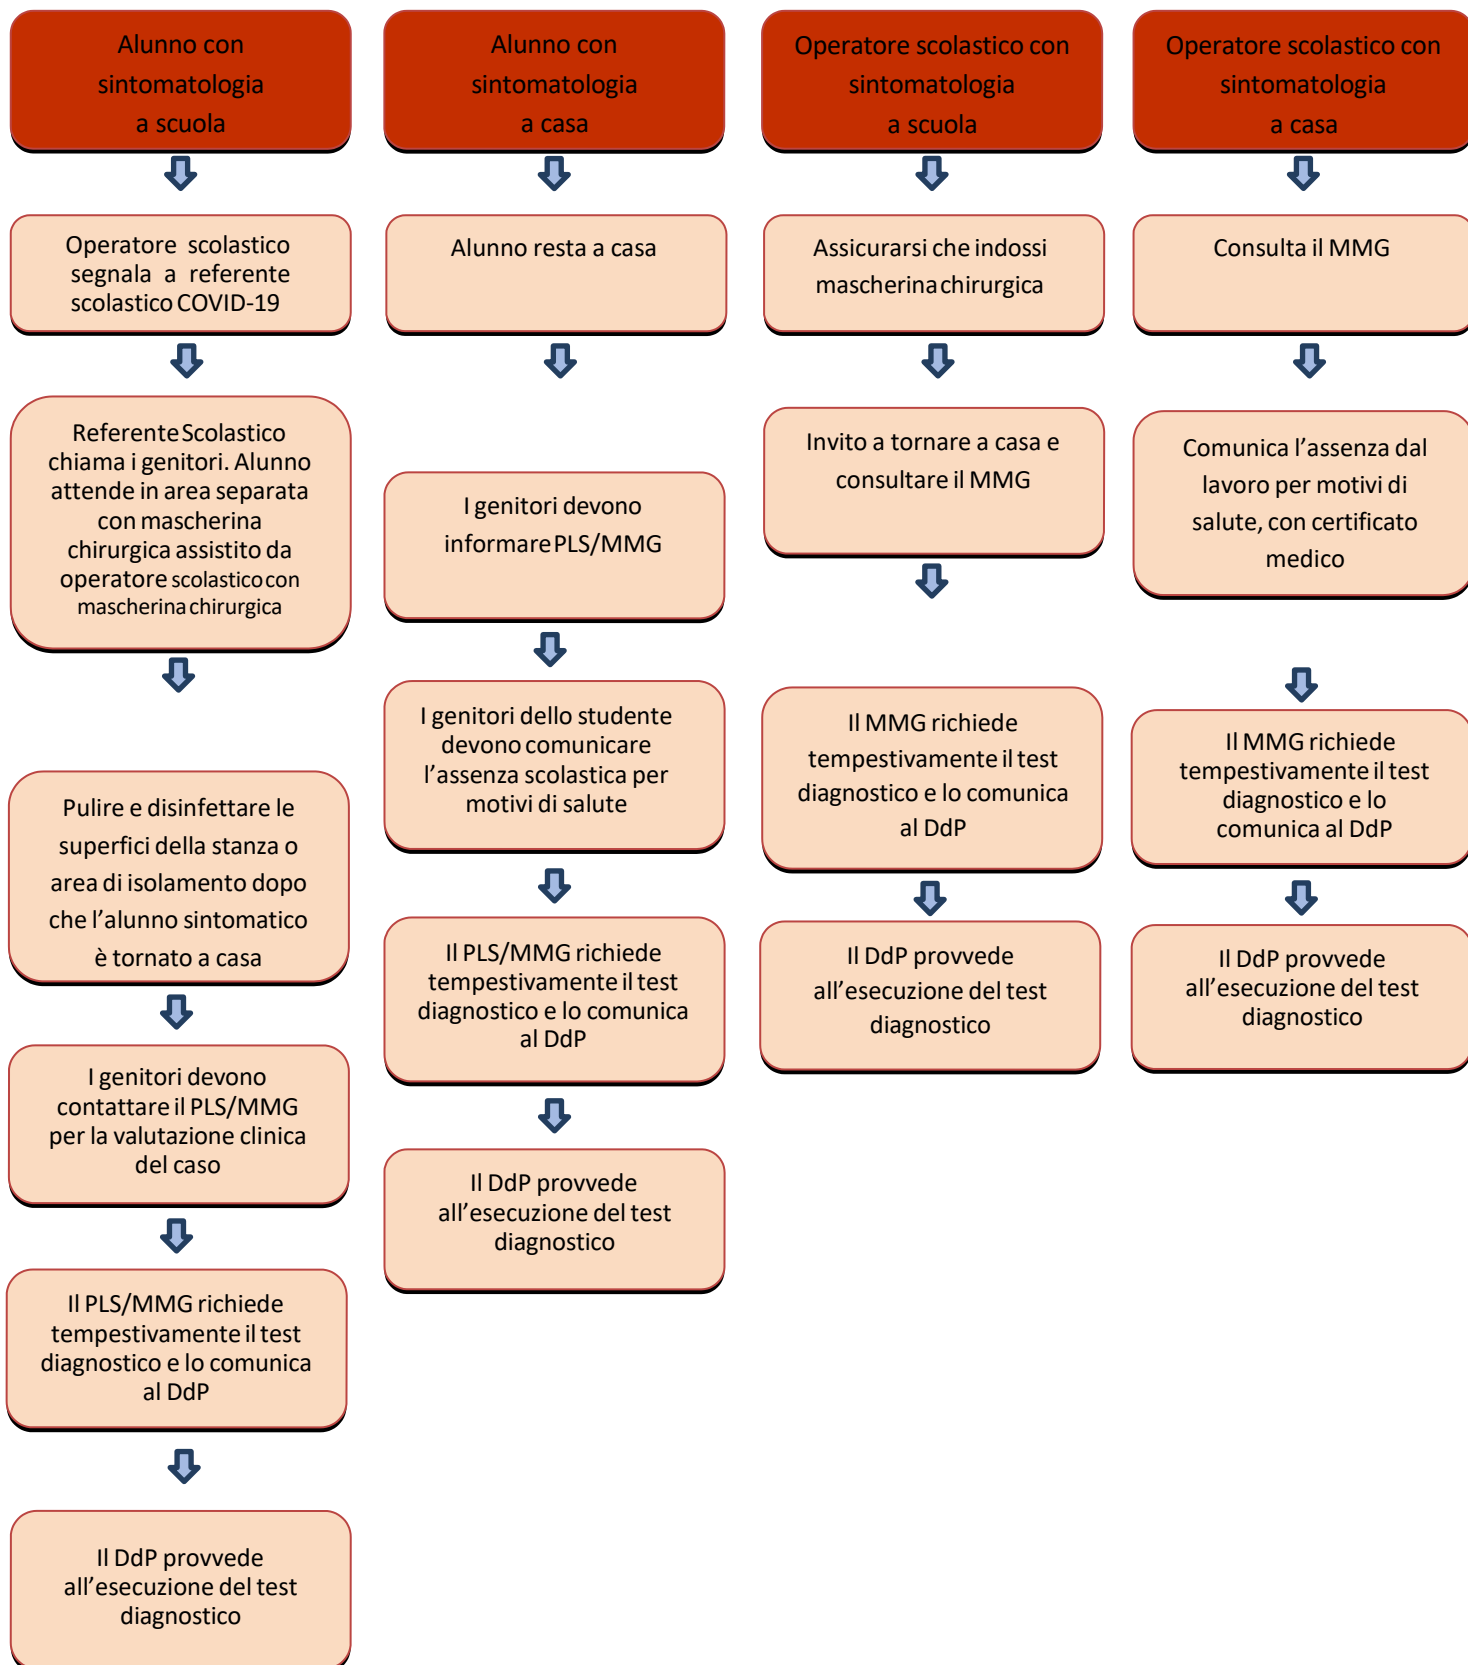 Alunno con
sintomatologia
a scuola
Operatore scolastico
segnala a referente
scolastico COVID-19
Referente Scolastico
chiama i genitori. Alunno
attende in area separata
con mascherina
chirurgica assistito da
operatore scolastico con
mascherina chirurgica
Pulire e disinfettare le
superfici della stanza o
area di isolamento dopo
che l’alunno sintomatico
è tornato a casa
I genitori devono
contattare il PLS/MMG
per la valutazione clinica
del caso
Il PLS/MMG richiede
tempestivamente il test
diagnostico e lo comunica
al DdP
Il DdP provvede
all’esecuzione del test
diagnostico
Alunno con
sintomatologia
a casa
Alunno resta a casa
I genitori devono
informare PLS/MMG
I genitori dello studente
devono comunicare
l’assenza scolastica per
motivi di salute
Il PLS/MMG richiede
tempestivamente il test
diagnostico e lo comunica
al DdP
Il DdP provvede
all’esecuzione del test
diagnostico
Operatore scolastico con
sintomatologia
a scuola
Assicurarsi che indossi
mascherina chirurgica
Invito a tornare a casa e
consultare il MMG
Il MMG richiede
tempestivamente il test
diagnostico e lo comunica
al DdP
Il DdP provvede
all’esecuzione del test
diagnostico
Operatore scolastico con
sintomatologia
a casa
Consulta il MMG
Comunica l’assenza dal
lavoro per motivi di
salute, con certificato
medico
Il MMG richiede
tempestivamente il test
diagnostico e lo
comunica al DdP
Il DdP provvede
all’esecuzione del test
diagnostico